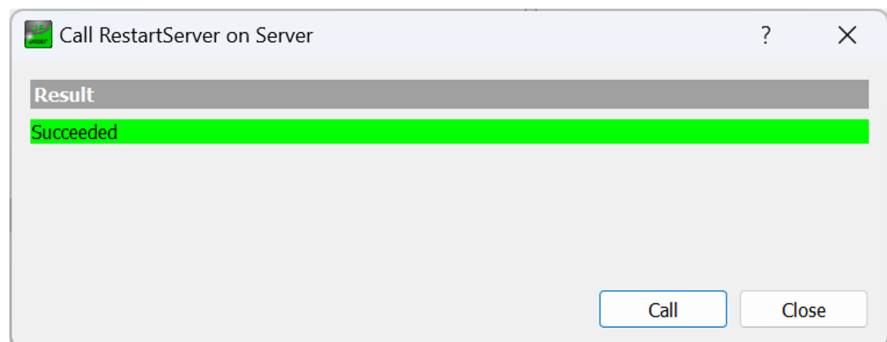 Call RestartServer on Server
?
Result
Succeeded
Call
Close